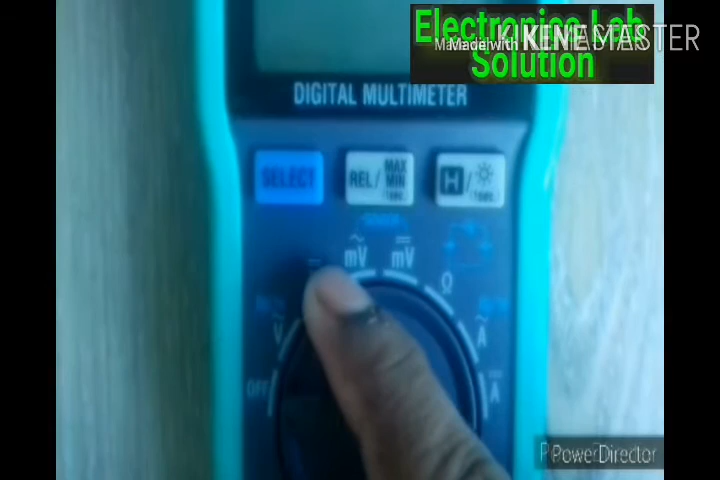 Electronics Lab
Solution
Made with KINEMASTER
DIGITAL MULTIMETER
SELECT
REL/ MAX MIN
H/
mV
mV
Ω
V
A
OFF
A
PowerDirector